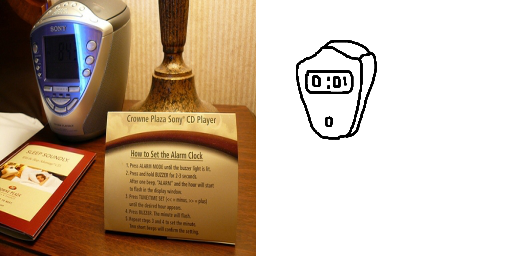 SONY
Crowne Plaza Sony® CD Player
How to Set the Alarm Clock
1. Press ALARM MODE until the buzzer light is lit.
2. Press and hold BUZZER for 2-3 seconds.
After one beep, "ALARM" and the hour will start
to flash in the display window.
3. Press TUNE/TIME SET (<< = minus, << = plus)
until the desired hour appears.
4. Press BUZZER. The minute will flash.
5. Repeat steps 3 and 4 to set the minute.
Two short beeps will confirm the setting.
SLEEP SOUNDLY
0:01
0